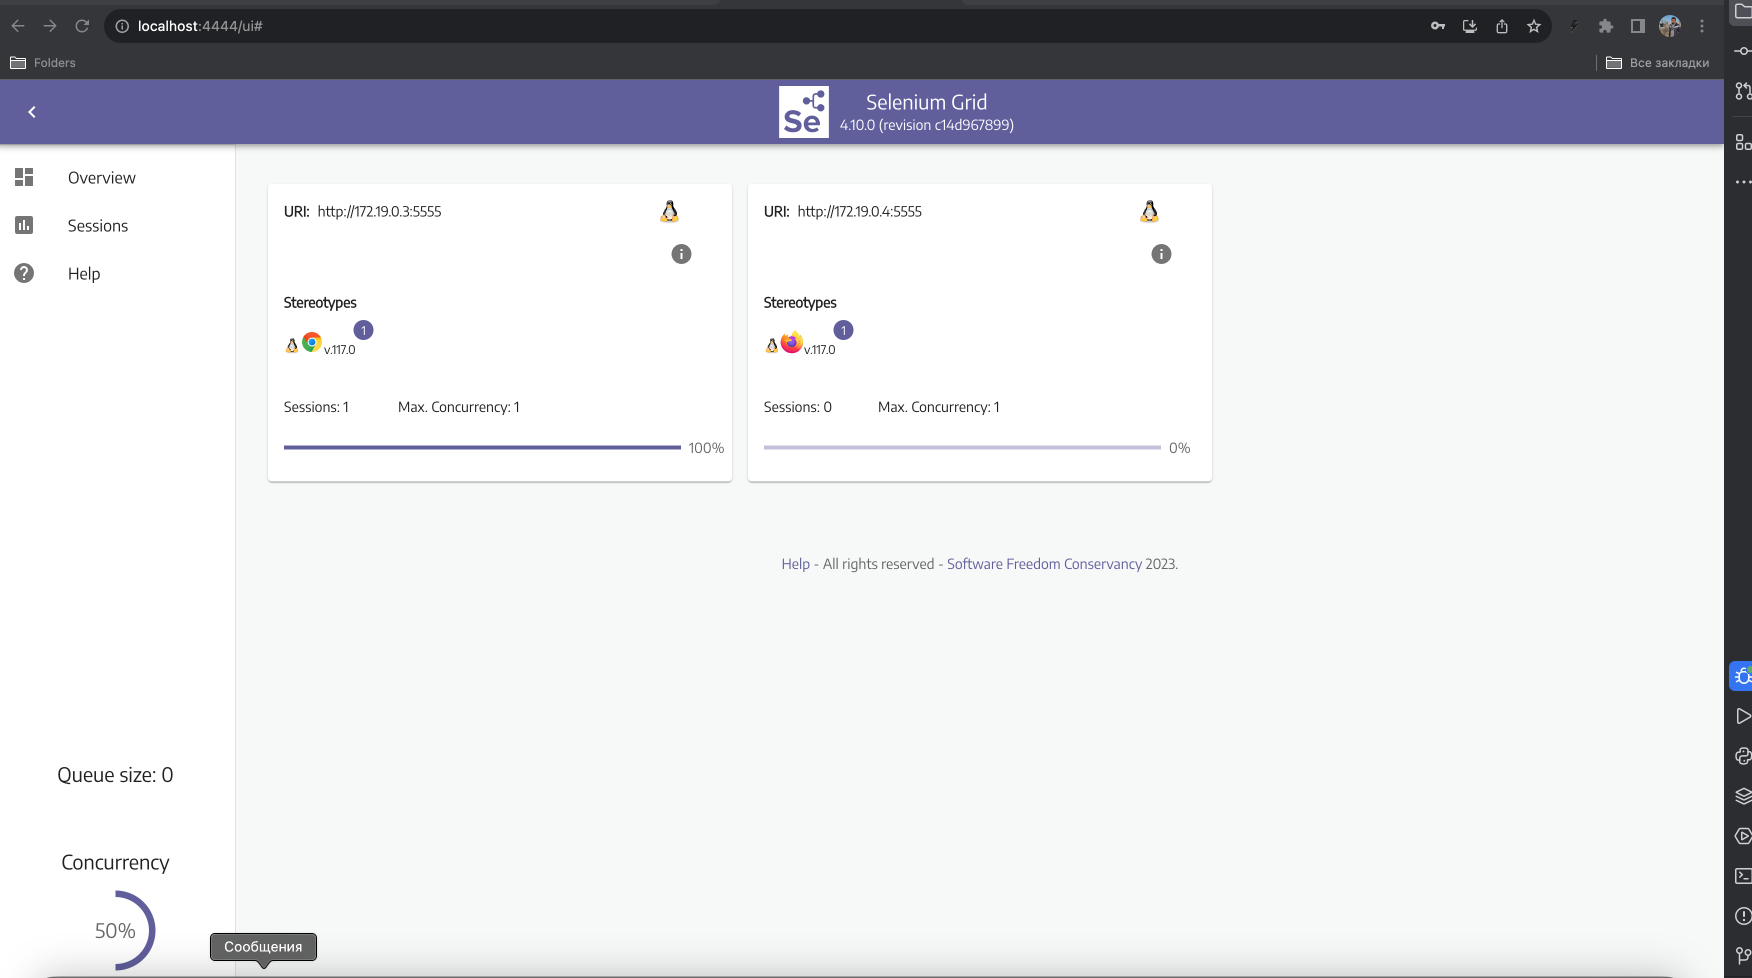 localhost:4444/ui#
Folders
Все закладки
Se
Selenium Grid
4.10.0 (revision c14d967899)
Overview
Sessions
Help
URI: http://172.19.0.3:5555
Stereotypes
1
v.117.0
Sessions: 1 Max. Concurrency: 1
100%
URI: http://172.19.0.4:5555
Stereotypes
1
v.117.0
Sessions: 0 Max. Concurrency: 1
0%
Help - All rights reserved - Software Freedom Conservancy 2023.
Queue size: 0
Concurrency
50%
Сообщения